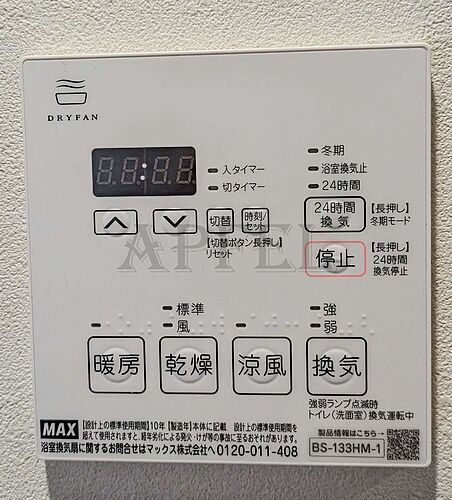 DRYFAN
88:88
入タイマー
切タイマー
冬期
浴室換気止
24時間
切替
時刻/
セット
【切替ボタン長押し】
リセット
24時間
換気
【長押し】
冬期モード
停止
【長押し】
24時間
換気停止
APPEL
標準
風
強
弱
暖房
乾燥
涼風
換気
強弱ランプ点滅時
トイレ(洗面室)換気運転中
MAX
【設計上の標準使用期間】10年【製造年】本体に記載 設計上の標準使用期間を
超えて使用されますと、経年劣化による発火・けが等の事故に至るおそれがあります。
浴室換気扇に関するお問合せはマックス株式会社へ0120-011-408
製品情報はこちら→
BS-133HM-1